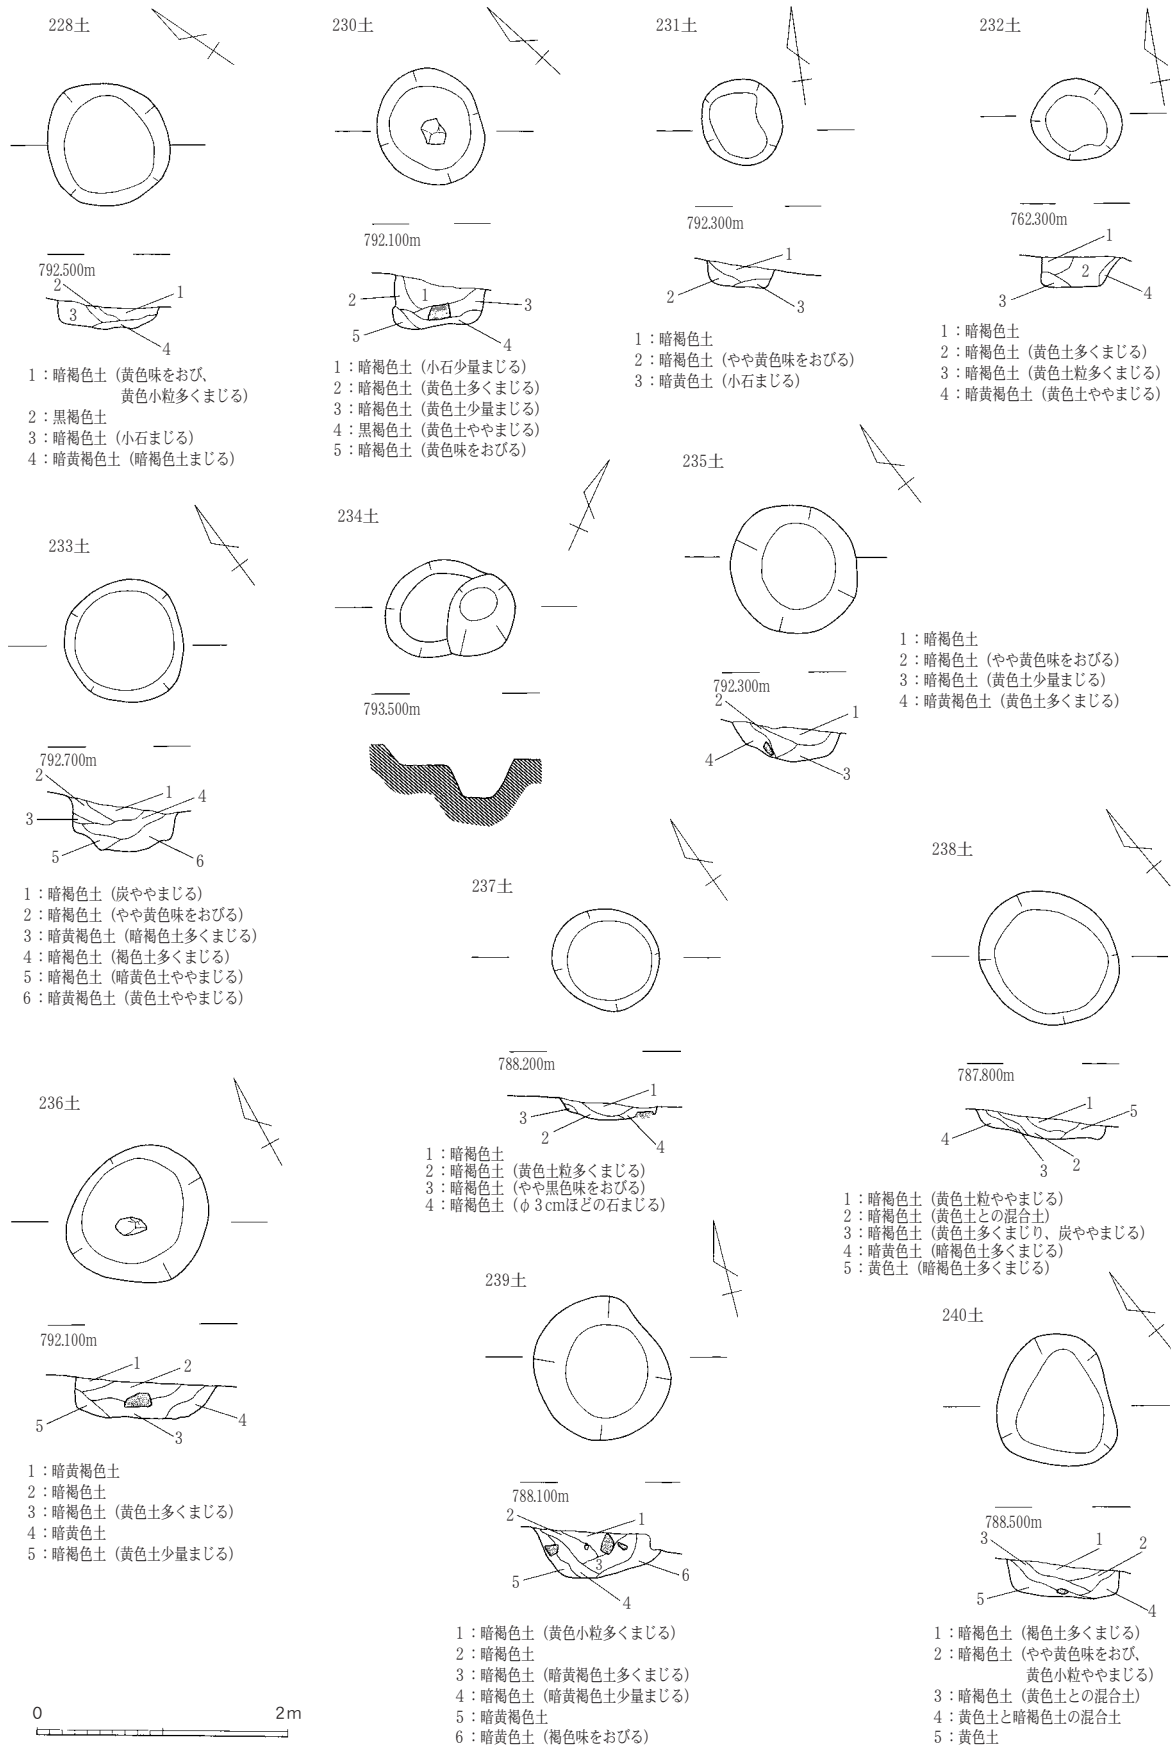 228土
792.500m
2
1
3
4
1：暗褐色土（黄色味をおび、
黄色小粒多くまじる）
2：黒褐色土
3：暗褐色土（小石まじる）
4：暗黄褐色土（暗褐色土まじる）
230土
792.100m
2
1
3
5
4
1：暗褐色土（小石少量まじる）
2：暗褐色土（黄色土多くまじる）
3：暗褐色土（黄色土少量まじる）
4：黒褐色土（黄色土ややまじる）
5：暗褐色土（黄色味をおびる）
231土
792.300m
1
2
3
1：暗褐色土
2：暗褐色土（やや黄色味をおびる）
3：暗黄色土（小石まじる）
232土
762.300m
1
2
3
4
1：暗褐色土
2：暗褐色土（黄色土多くまじる）
3：暗褐色土（黄色土粒多くまじる）
4：暗黄褐色土（黄色土ややまじる）
233土
792.700m
2
1
4
3
5
6
1：暗褐色土（炭ややまじる）
2：暗褐色土（やや黄色味をおびる）
3：暗黄褐色土（暗褐色土多くまじる）
4：暗褐色土（褐色土多くまじる）
5：暗褐色土（暗黄色土ややまじる）
6：暗黄褐色土（黄色土ややまじる）
234土
793.500m
235土
792.300m
2
1
4
3
1：暗褐色土
2：暗褐色土（やや黄色味をおびる）
3：暗褐色土（黄色土少量まじる）
4：暗黄褐色土（黄色土多くまじる）
237土
788.200m
1
3
2
4
1：暗褐色土
2：暗褐色土（黄色土粒多くまじる）
3：暗褐色土（やや黒色味をおびる）
4：暗褐色土（φ3cmほどの石まじる）
238土
787.800m
1
5
4
2
3
1：暗褐色土（黄色土粒ややまじる）
2：暗褐色土（黄色土との混合土）
3：暗褐色土（黄色土多くまじり、炭ややまじる）
4：暗黄色土（暗褐色土多くまじる）
5：黄色土（暗褐色土多くまじる）
236土
792.100m
1
2
5
4
3
1：暗黄褐色土
2：暗褐色土
3：暗褐色土（黄色土多くまじる）
4：暗黄色土
5：暗褐色土（黄色土少量まじる）
239土
788.100m
2
1
3
5
6
4
1：暗褐色土（黄色小粒多くまじる）
2：暗褐色土
3：暗褐色土（暗黄褐色土多くまじる）
4：暗褐色土（暗黄褐色土少量まじる）
5：暗黄褐色土
6：暗黄色土（褐色味をおびる）
240土
788.500m
3
1
2
5
4
1：暗褐色土（褐色土多くまじる）
2：暗褐色土（やや黄色味をおび、
黄色小粒ややまじる）
3：暗褐色土（黄色土との混合土）
4：黄色土と暗褐色土の混合土
5：黄色土
0
2m